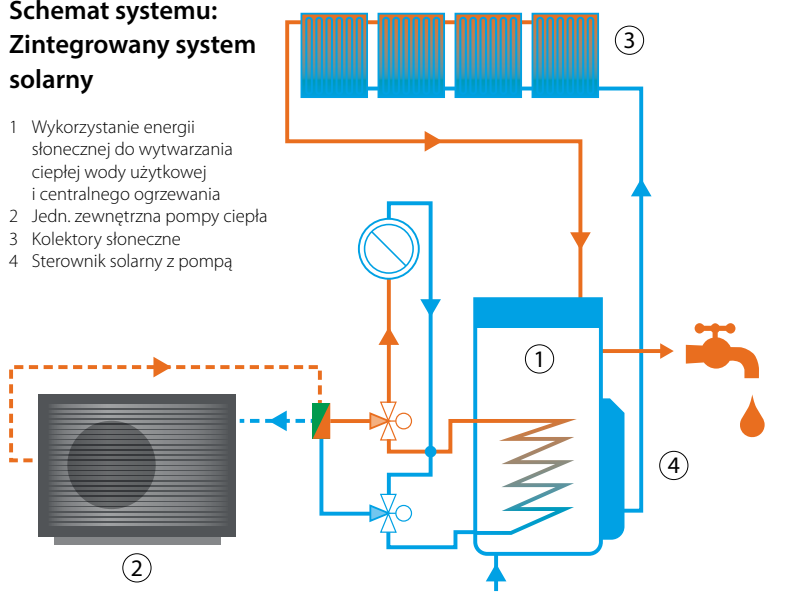 Schemat systemu:
Zintegrowany system
solarny
1 Wykorzystanie energii
słonecznej do wytwarzania
ciepłej wody użytkowej
i centralnego ogrzewania
2 Jedn. zewnętrzna pompy ciepła
3 Kolektory słoneczne
4 Sterownik solarny z pompą
3
1
4
2